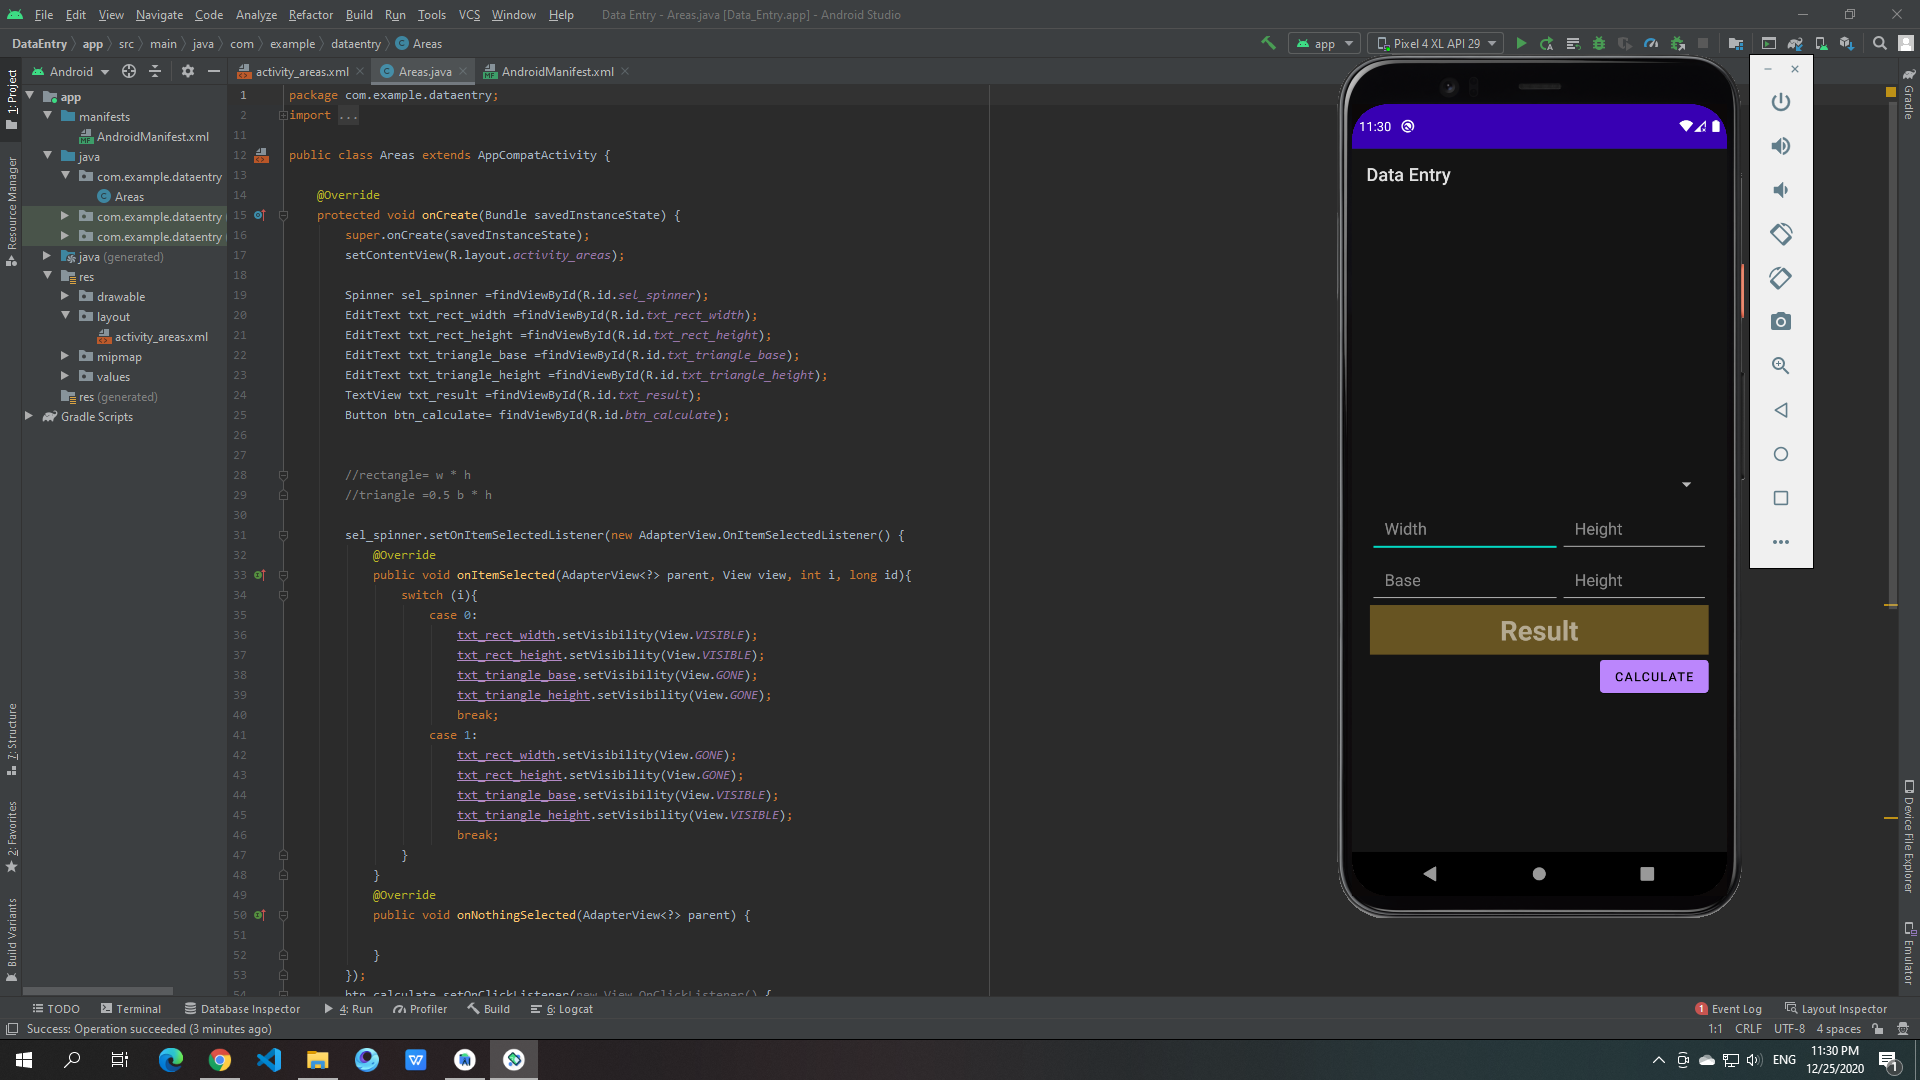 File Edit View Navigate Code Analyze Refactor Build Run Tools VCS Window Help Data Entry - Areas.java [Data_Entry.app] - Android Studio
DataEntry app src main java com example dataentry Areas app Pixel 4 XL API 29
Android activity_areas.xml Areas.java AndroidManifest.xml
1: Project
Resource Manager
7: Structure
2: Favorites
Build Variants
app
manifests
AndroidManifest.xml
java
com.example.dataentry
Areas
com.example.dataentry
com.example.dataentry
java (generated)
res
drawable
layout
activity_areas.xml
mipmap
values
res (generated)
Gradle Scripts
1 package com.example.dataentry;
2 import ...
11
12 public class Areas extends AppCompatActivity {
13
14 @Override
15 protected void onCreate(Bundle savedInstanceState) {
16 super.onCreate(savedInstanceState);
17 setContentView(R.layout.activity_areas);
18
19 Spinner sel_spinner =findViewById(R.id.sel_spinner);
20 EditText txt_rect_width =findViewById(R.id.txt_rect_width);
21 EditText txt_rect_height =findViewById(R.id.txt_rect_height);
22 EditText txt_triangle_base =findViewById(R.id.txt_triangle_base);
23 EditText txt_triangle_height =findViewById(R.id.txt_triangle_height);
24 TextView txt_result =findViewById(R.id.txt_result);
25 Button btn_calculate= findViewById(R.id.btn_calculate);
26
27
28 //rectangle= w * h
29 //triangle =0.5 b * h
30
31 sel_spinner.setOnItemSelectedListener(new AdapterView.OnItemSelectedListener() {
32 @Override
33 public void onItemSelected(AdapterView<?> parent, View view, int i, long id){
34 switch (i){
35 case 0:
36 txt_rect_width.setVisibility(View.VISIBLE);
37 txt_rect_height.setVisibility(View.VISIBLE);
38 txt_triangle_base.setVisibility(View.GONE);
39 txt_triangle_height.setVisibility(View.GONE);
40 break;
41 case 1:
42 txt_rect_width.setVisibility(View.GONE);
43 txt_rect_height.setVisibility(View.GONE);
44 txt_triangle_base.setVisibility(View.VISIBLE);
45 txt_triangle_height.setVisibility(View.VISIBLE);
46 break;
47 }
48 }
49 @Override
50 public void onNothingSelected(AdapterView<?> parent) {
51
52 }
53 });
54 btn_calculate.setOnClickListener(new View.OnClickListener() {
11:30
Data Entry
Width Height
Base Height
Result
CALCULATE
Gradle
Device File Explorer
Emulator
TODO Terminal Database Inspector 4: Run Profiler Build 6: Logcat 1 Event Log Layout Inspector
Success: Operation succeeded (3 minutes ago) 1:1 CRLF UTF-8 4 spaces
ENG 11:30 PM
12/25/2020 1